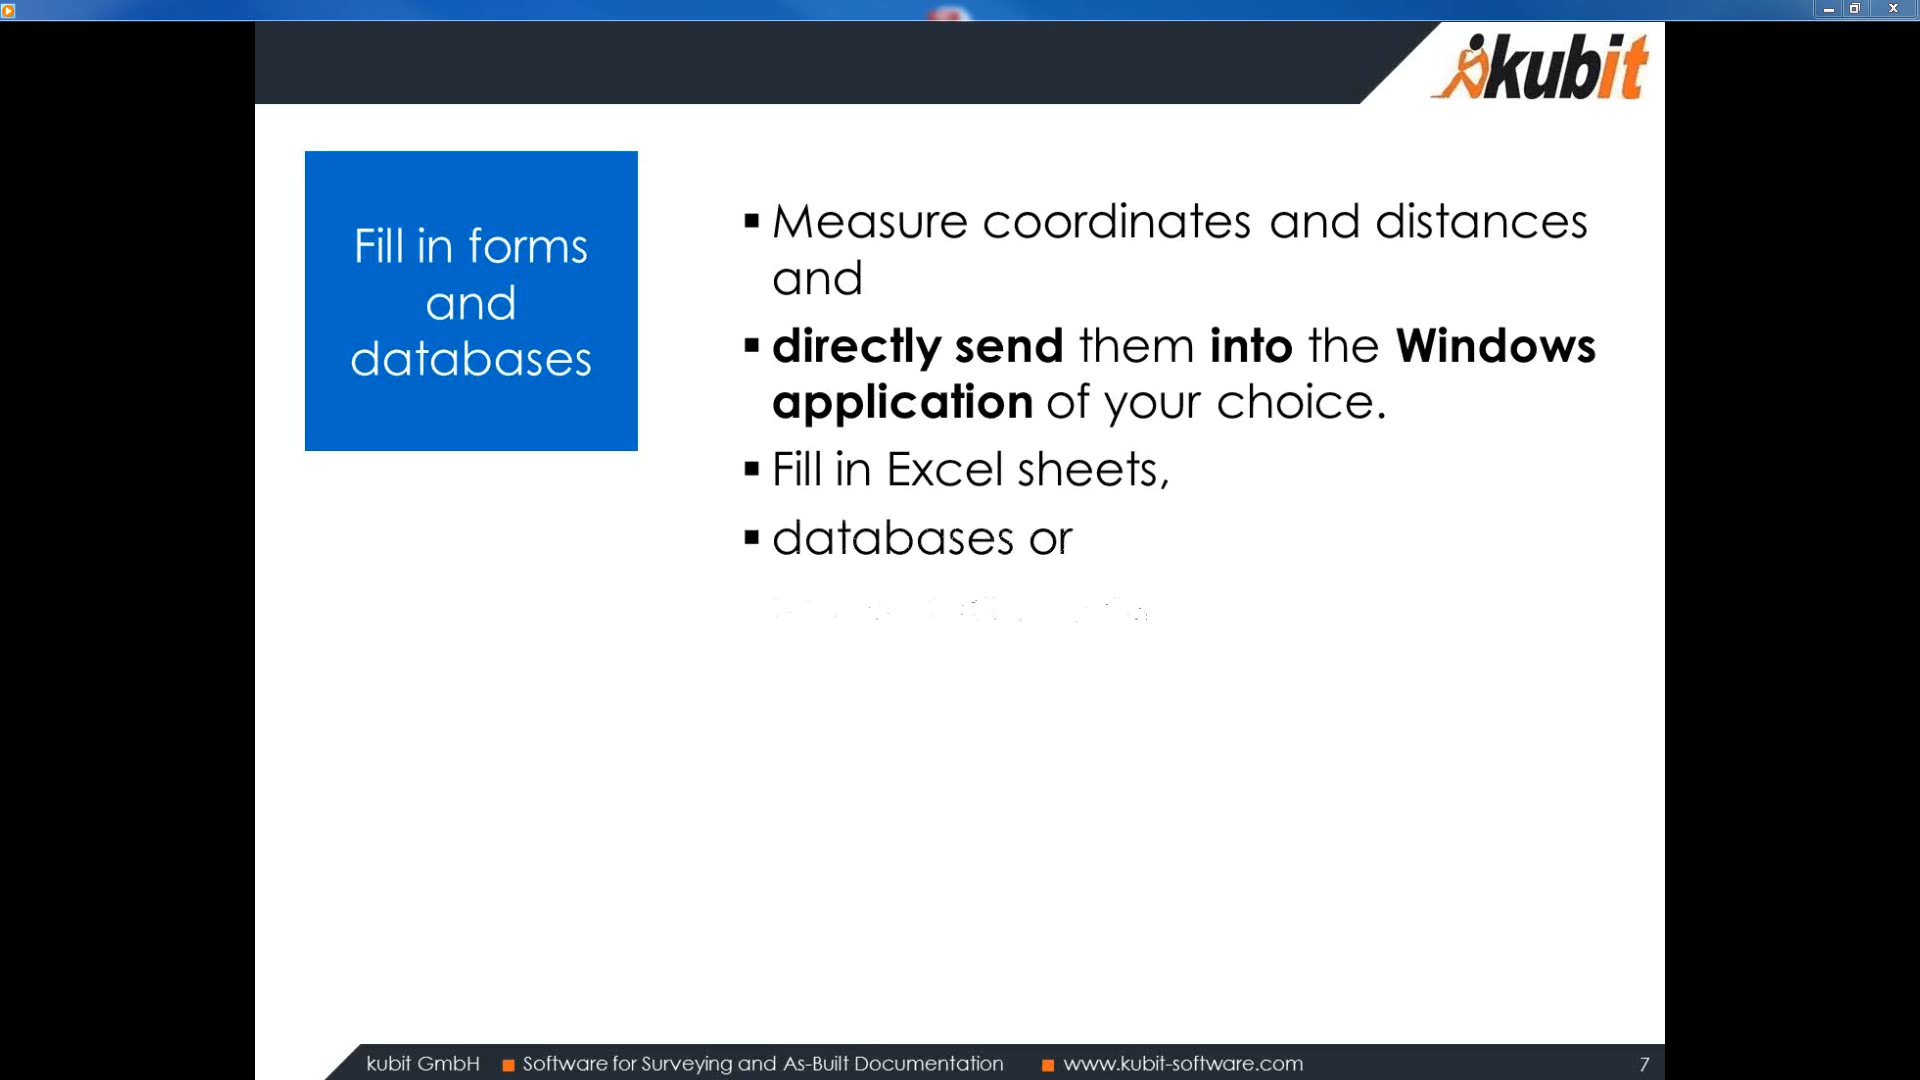 kubit
Fill in forms
and
databases
▪ Measure coordinates and distances
and
▪ directly send them into the Windows
application of your choice.
▪ Fill in Excel sheets,
▪ databases or
kubit GmbH ■ Software for Surveying and As-Built Documentation ■ www.kubit-software.com 7